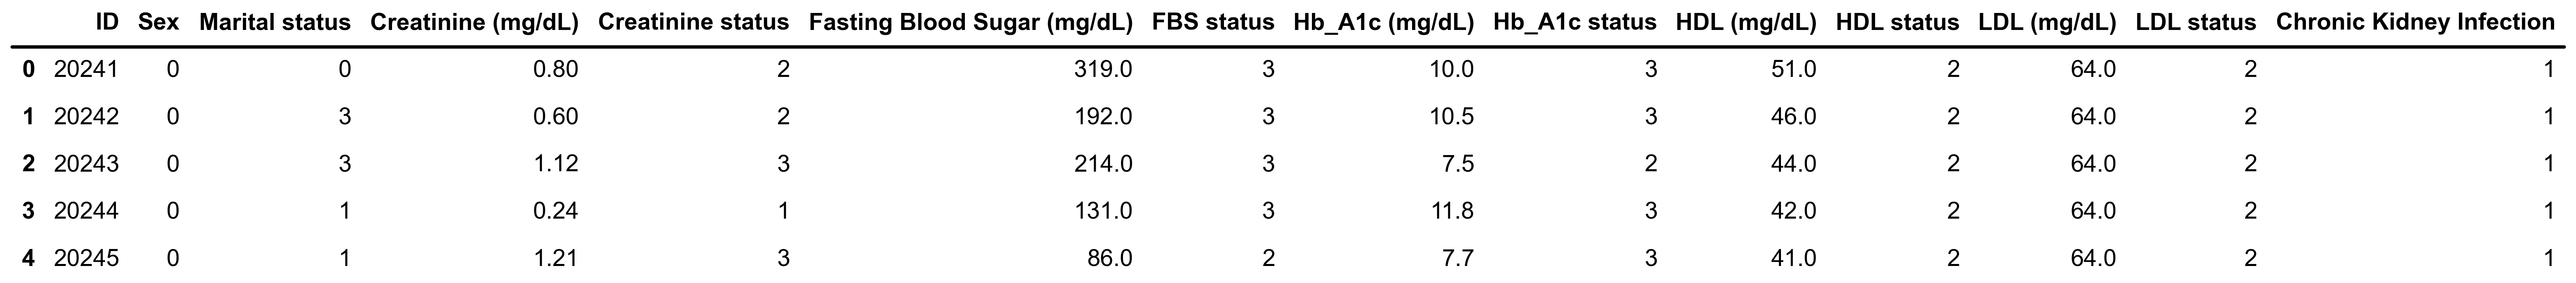 ID Sex Marital status Creatinine (mg/dL) Creatinine status Fasting Blood Sugar (mg/dL) FBS status Hb_A1c (mg/dL) Hb_A1c status HDL (mg/dL) HDL status LDL (mg/dL) LDL status Chronic Kidney Infection
0 20241 0 0 0.80 2 319.0 3 10.0 3 51.0 2 64.0 2 1
1 20242 0 3 0.60 2 192.0 3 10.5 3 46.0 2 64.0 2 1
2 20243 0 3 1.12 3 214.0 3 7.5 2 44.0 2 64.0 2 1
3 20244 0 1 0.24 1 131.0 3 11.8 3 42.0 2 64.0 2 1
4 20245 0 1 1.21 3 86.0 2 7.7 3 41.0 2 64.0 2 1